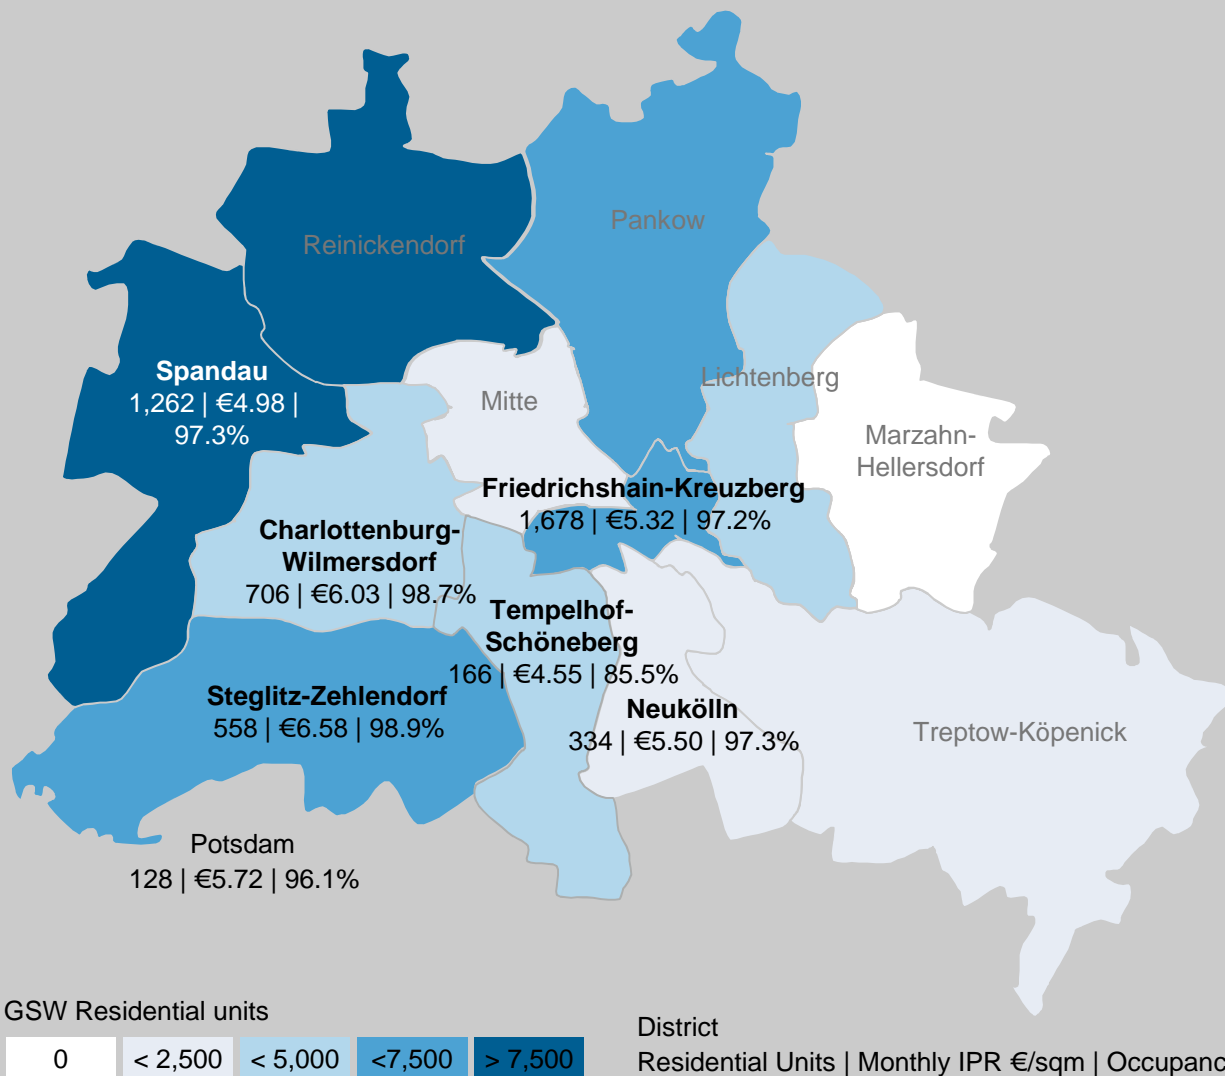 Pankow
Reinickendorf
Spandau
1,262 | €4.98 |
97.3%
Mitte
Lichtenberg
Marzahn-
Hellersdorf
Friedrichshain-Kreuzberg
1,678 | €5.32 | 97.2%
Charlottenburg-
Wilmersdorf
706 | €6.03 | 98.7%
Tempelhof-
Schöneberg
166 | €4.55 | 85.5%
Steglitz-Zehlendorf
558 | €6.58 | 98.9%
Neukölln
334 | €5.50 | 97.3%
Treptow-Köpenick
Potsdam
128 | €5.72 | 96.1%
GSW Residential units
0 < 2,500 < 5,000 <7,500 > 7,500
District
Residential Units | Monthly IPR €/sqm | Occupanc